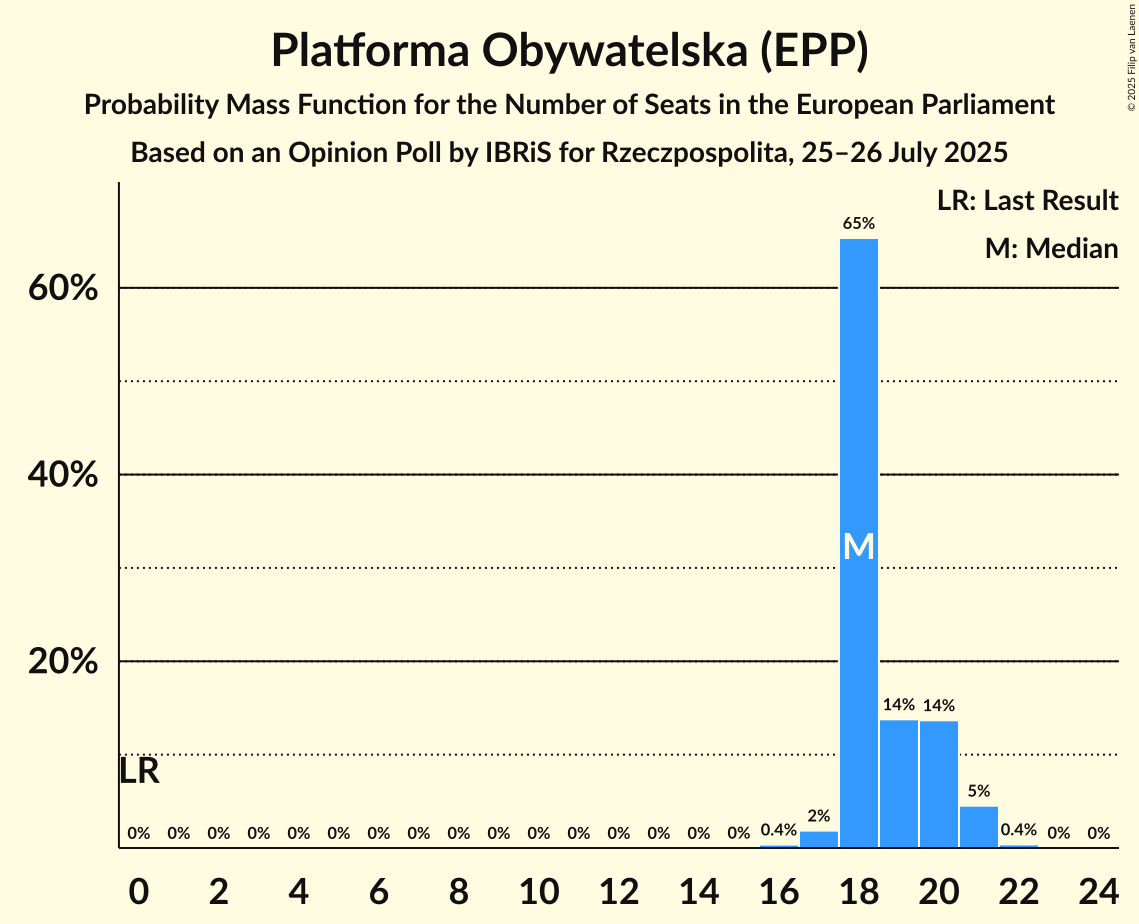 Platforma Obywatelska (EPP)
Probability Mass Function for the Number of Seats in the European Parliament
Based on an Opinion Poll by IBRiS for Rzeczpospolita, 25–26 July 2025
© 2025 Filip van Laenen
LR: Last Result
M: Median
60%
40%
20%
65%
M
14% 14%
5%
LR
0% 0% 0% 0% 0% 0% 0% 0% 0% 0% 0% 0% 0% 0% 0% 0% 0.4% 2% 0.4% 0% 0%
0 2 4 6 8 10 12 14 16 18 20 22 24